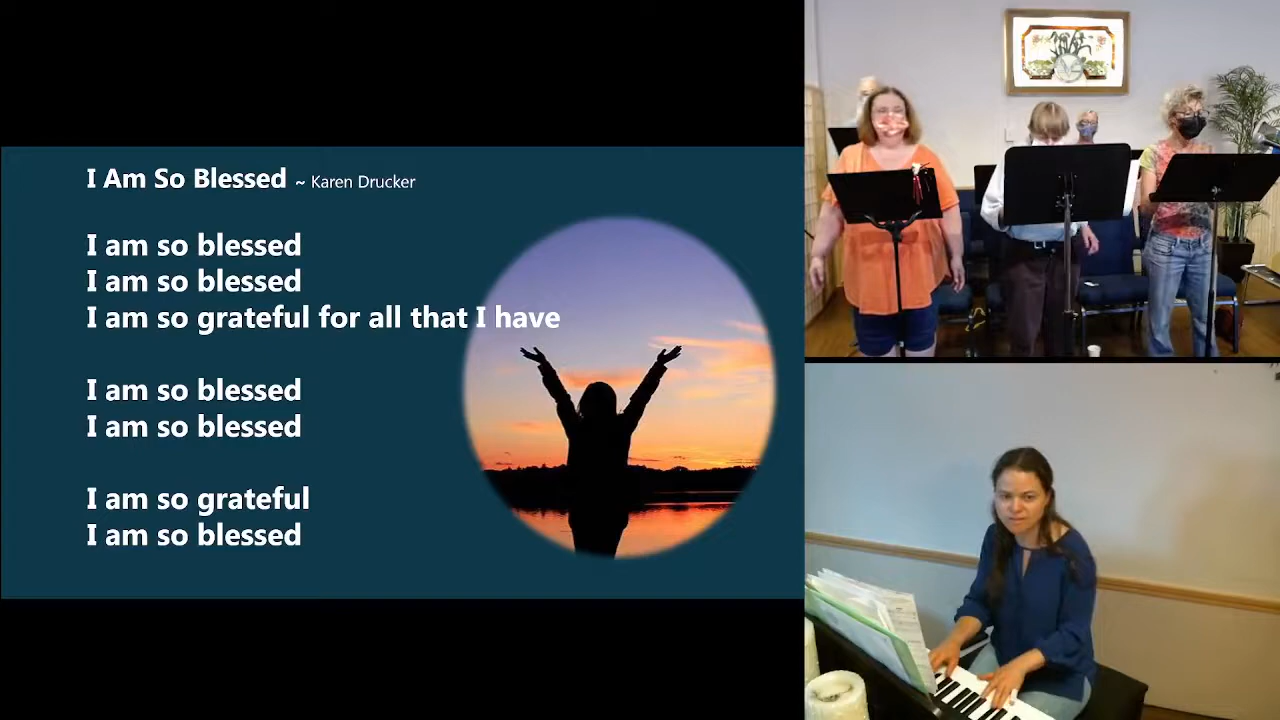 I Am So Blessed ~ Karen Drucker
I am so blessed
I am so blessed
I am so grateful for all that I have
I am so blessed
I am so blessed
I am so grateful
I am so blessed